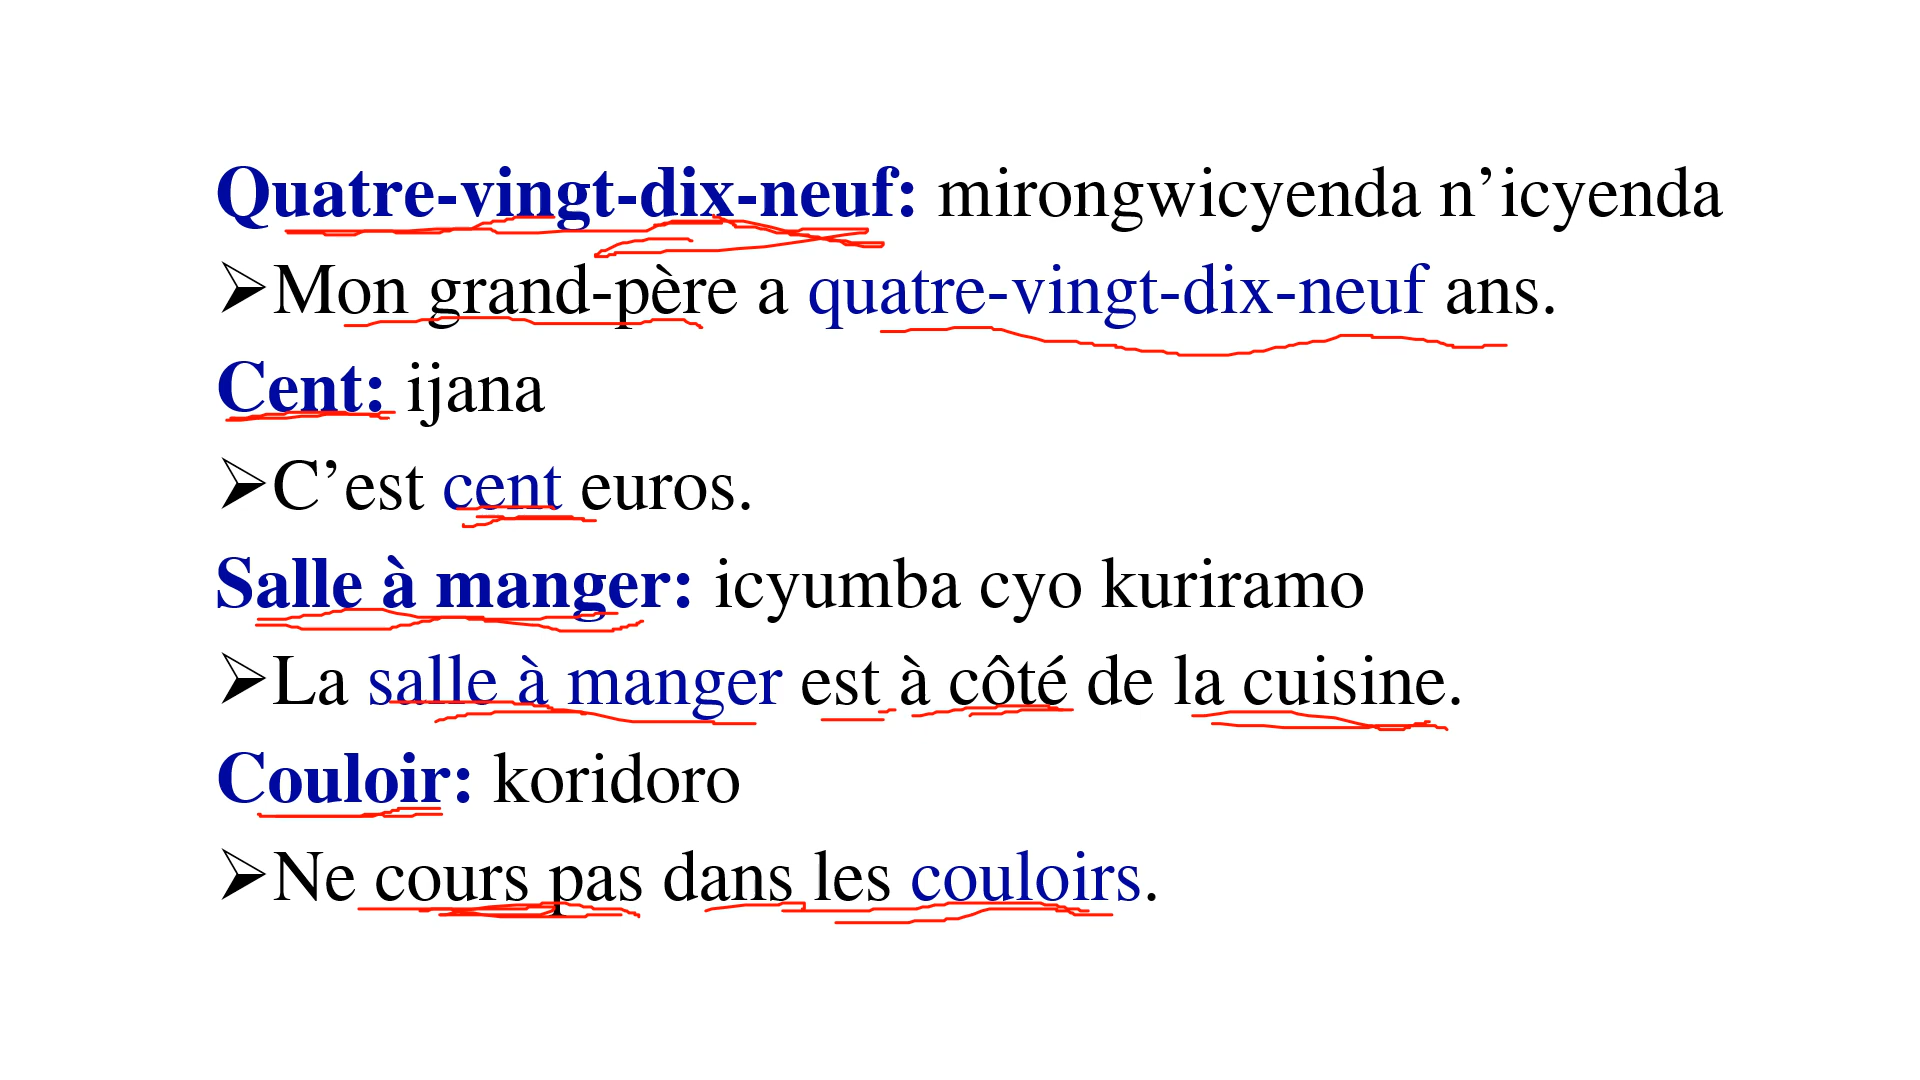 Quatre-vingt-dix-neuf: mirongwicyenda n’icyenda
➢Mon grand-père a quatre-vingt-dix-neuf ans.
Cent: ijana
➢C’est cent euros.
Salle à manger: icyumba cyo kuriramo
➢La salle à manger est à côté de la cuisine.
Couloir: koridoro
➢Ne cours pas dans les couloirs.